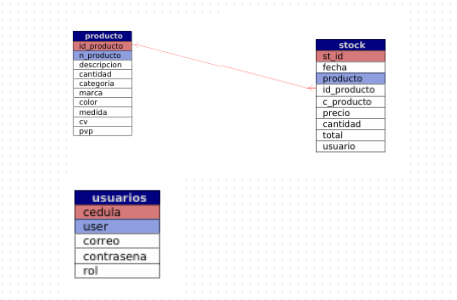 producto
id_producto
n_producto
descripcion
cantidad
categoria
marca
color
medida
cv
pvp
stock
st_id
fecha
producto
id_producto
c_producto
precio
cantidad
total
usuario
usuarios
cedula
user
correo
contrasena
rol